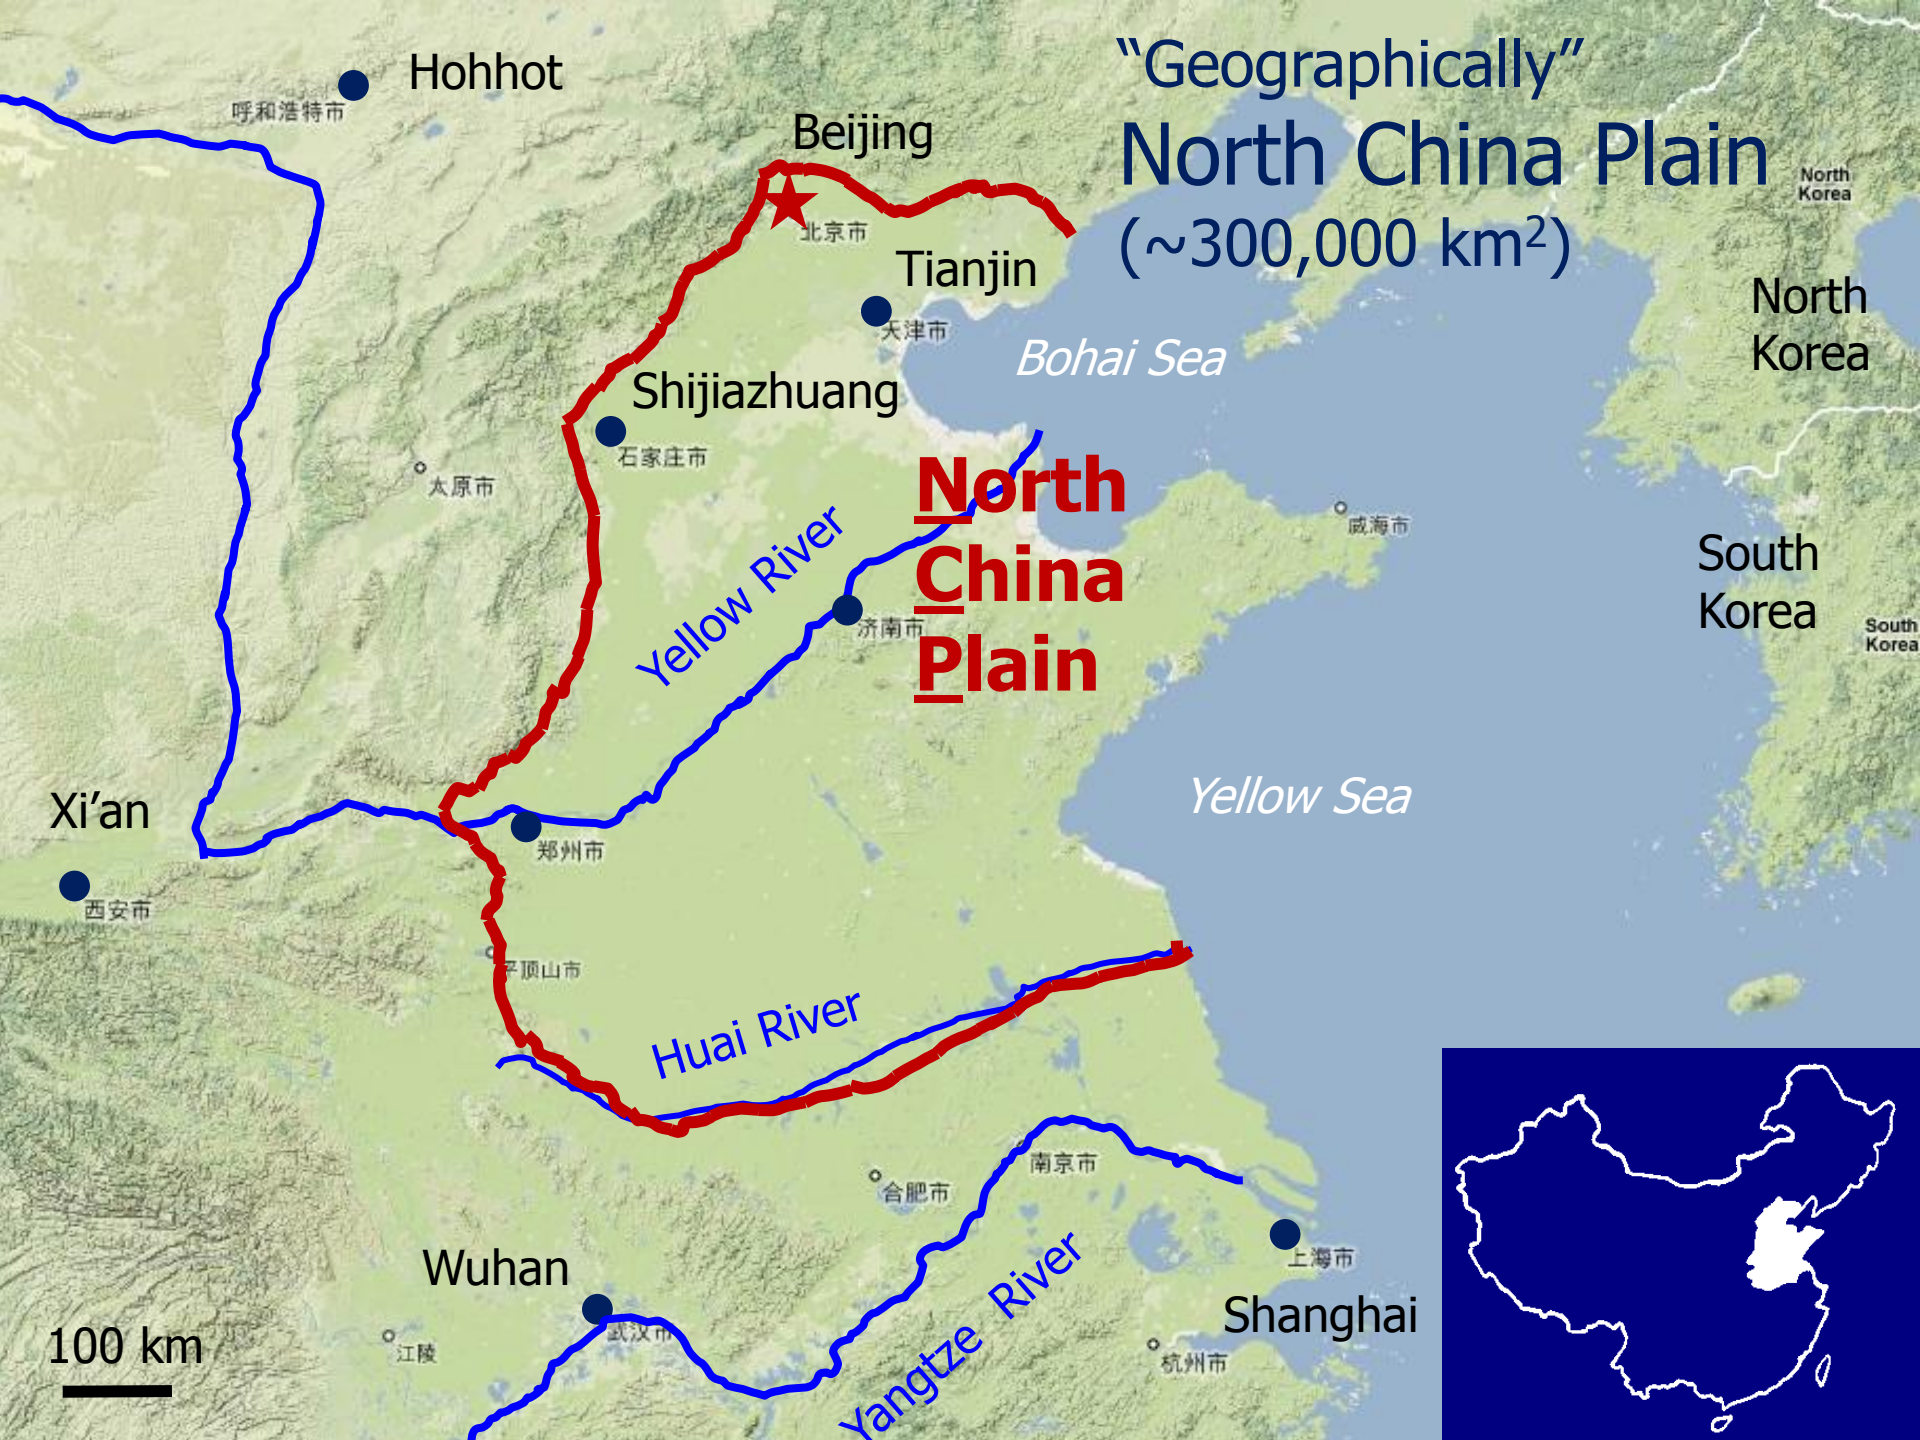 “Geographically”
North China Plain
(~300,000 km²)
Hohhot
呼和浩特市
Beijing
北京市
Tianjin
天津市
Bohai Sea
North
Korea
North
Korea
Shijiazhuang
石家庄市
太原市
North
China
Plain
Yellow River
济南市
威海市
South
Korea
South
Korea
Xi’an
西安市
郑州市
Yellow Sea
平顶山市
Huai River
南京市
合肥市
Wuhan
武汉市
Yangtze River
上海市
Shanghai
杭州市
江陵
100 km